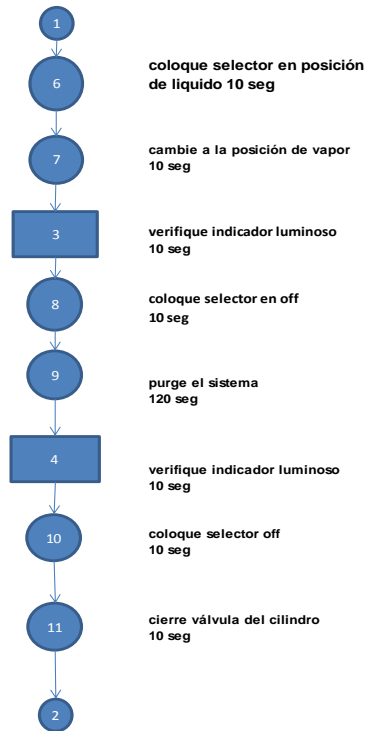 1
6
coloque selector en posición
de liquido 10 seg
7
cambie a la posición de vapor
10 seg
3
verifique indicador luminoso
10 seg
8
coloque selector en off
10 seg
9
purge el sistema
120 seg
4
verifique indicador luminoso
10 seg
10
coloque selector off
10 seg
11
cierre válvula del cilindro
10 seg
2